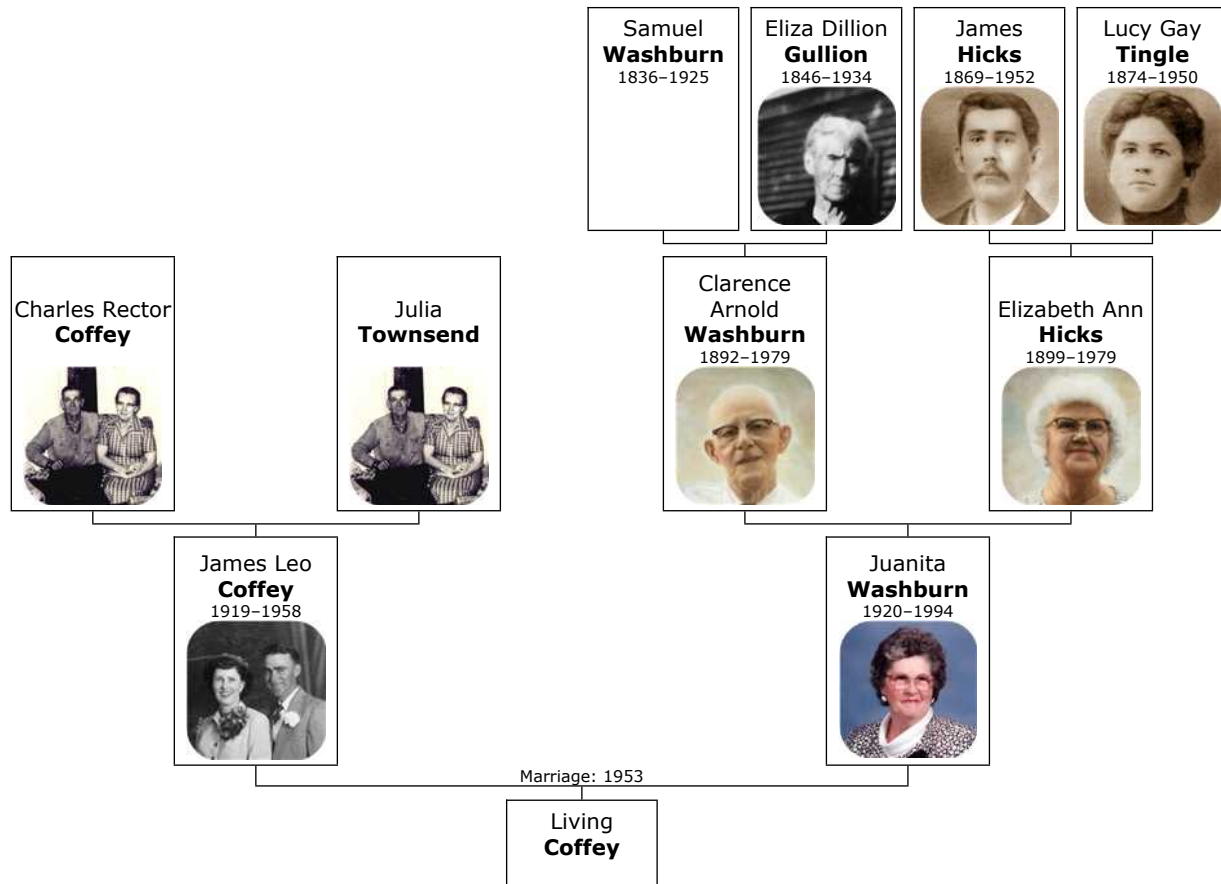 Samuel
Washburn
1836–1925
Eliza Dillion
Gullion
1846–1934
James
Hicks
1869–1952
Lucy Gay
Tingle
1874–1950
Charles Rector
Coffey
Julia
Townsend
Clarence
Arnold
Washburn
1892–1979
Elizabeth Ann
Hicks
1899–1979
James Leo
Coffey
1919–1958
Juanita
Washburn
1920–1994
Marriage: 1953
Living
Coffey